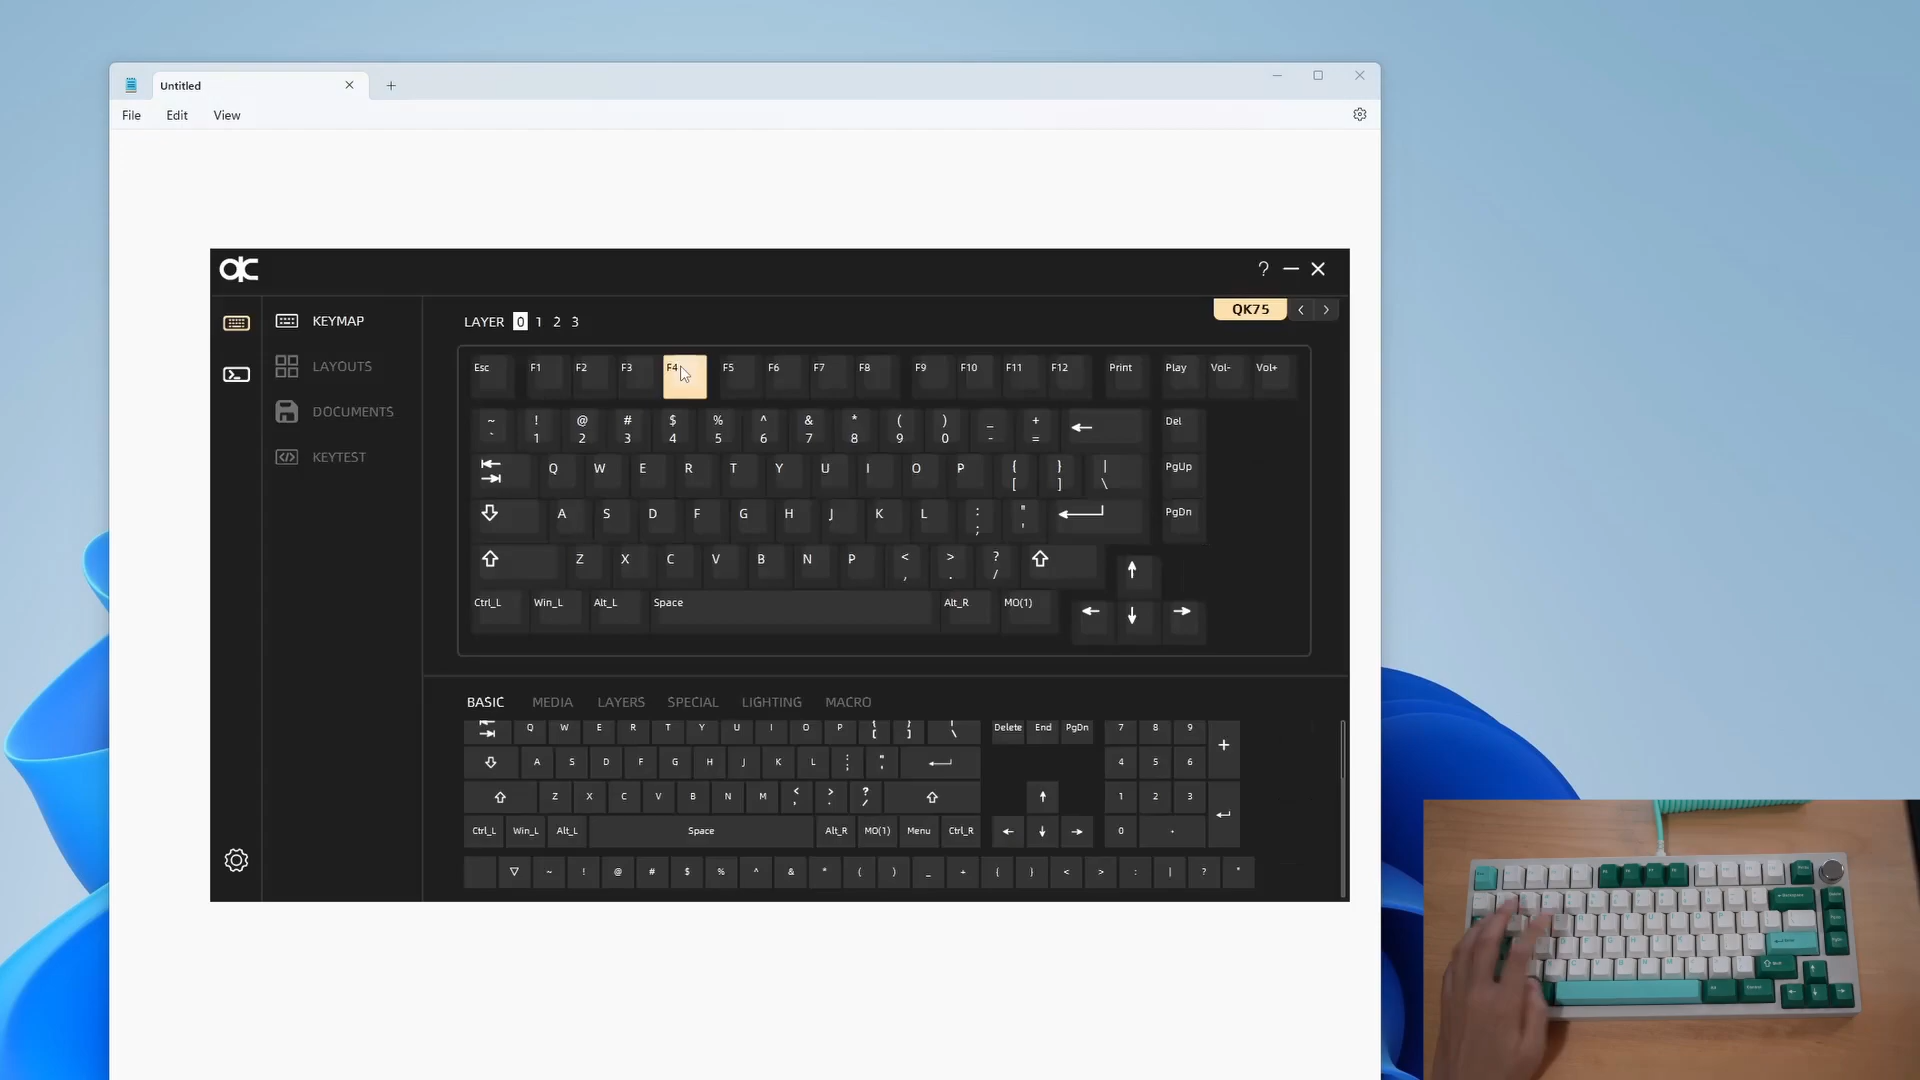 Untitled
File Edit View
QK
?
QK75 < >
KEYMAP
LAYOUTS
DOCUMENTS
KEYTEST
LAYER 0 1 2 3
Esc F1 F2 F3 F4 F5 F6 F7 F8 F9 F10 F11 F12 Print Play Vol- Vol+
~ ! @ # $ % ^ & * ( ) _ + Del
` 1 2 3 4 5 6 7 8 9 0 - =
Q W E R T Y U I O P { } | PgUp
[ ] \
A S D F G H J K L : " PgDn
; '
Z X C V B N P < > ?
, . /
Ctrl_L Win_L Alt_L Space Alt_R MO(1)
BASIC MEDIA LAYERS SPECIAL LIGHTING MACRO
Q W E R T Y U I O P { } | Delete End PgDn 7 8 9 +
[ ] \
A S D F G H J K L : " 4 5 6
; '
Z X C V B N M < > ? 1 2 3
, . /
Ctrl_L Win_L Alt_L Space Alt_R MO(1) Menu Ctrl_R 0 .
▽ ~ ! @ # $ % ^ & * ( ) _ + { } < > : | ? "